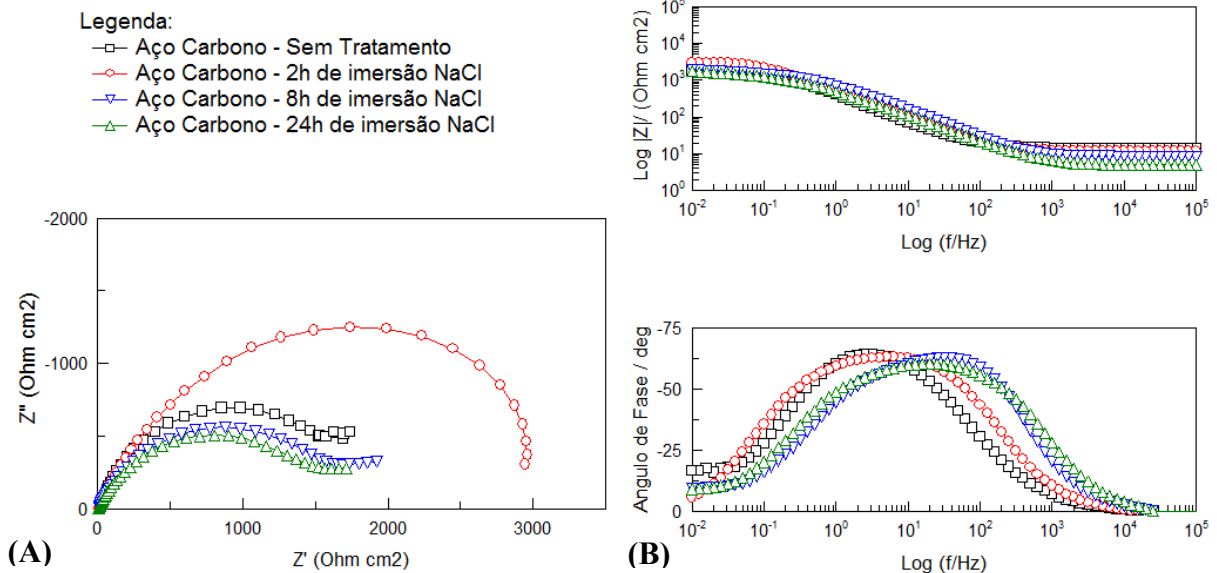 Legenda:
Aço Carbono - Sem Tratamento
Aço Carbono - 2h de imersão NaCl
Aço Carbono - 8h de imersão NaCl
Aço Carbono - 24h de imersão NaCl
-2000
-1000
0
0 1000 2000 3000
Z'' (Ohm cm2)
Z' (Ohm cm2)
(A)
10^5
10^4
10^3
10^2
10^1
10^0
10^-2 10^-1 10^0 10^1 10^2 10^3 10^4 10^5
Log |Z|/ (Ohm cm2)
Log (f/Hz)
-75
-50
-25
0
10^-2 10^-1 10^0 10^1 10^2 10^3 10^4 10^5
Angulo de Fase / deg
Log (f/Hz)
(B)